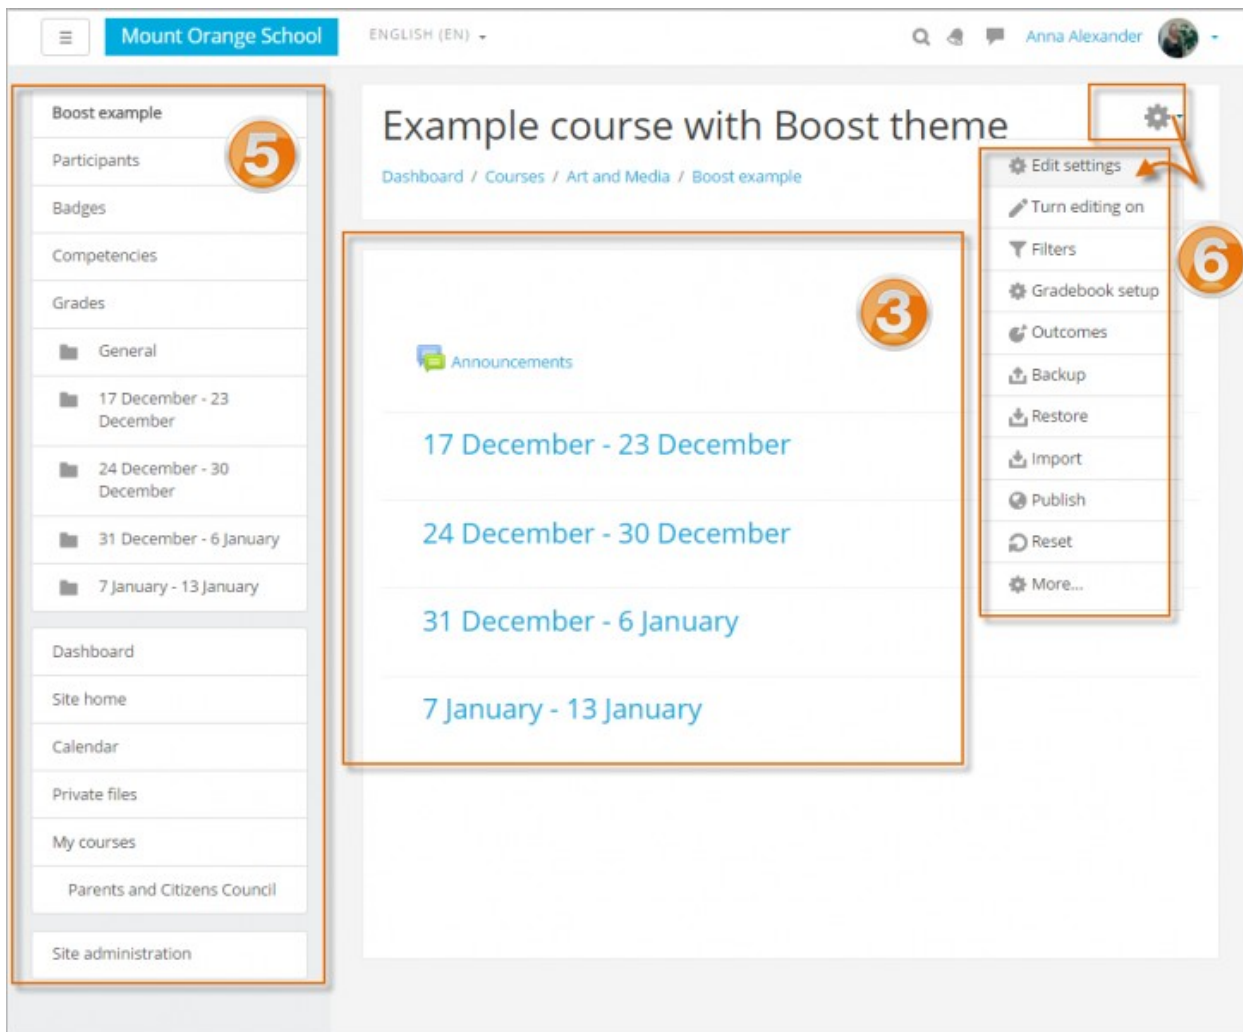 Mount Orange School
ENGLISH (EN)
Anna Alexander
Boost example
Participants
Badges
Competencies
Grades
General
17 December - 23
December
24 December - 30
December
31 December - 6 January
7 January - 13 January
Dashboard
Site home
Calendar
Private files
My courses
Parents and Citizens Council
Site administration
5
Example course with Boost theme
Dashboard / Courses / Art and Media / Boost example
3
Announcements
17 December - 23 December
24 December - 30 December
31 December - 6 January
7 January - 13 January
Edit settings
Turn editing on
Filters
Gradebook setup
Outcomes
Backup
Restore
Import
Publish
Reset
More...
6